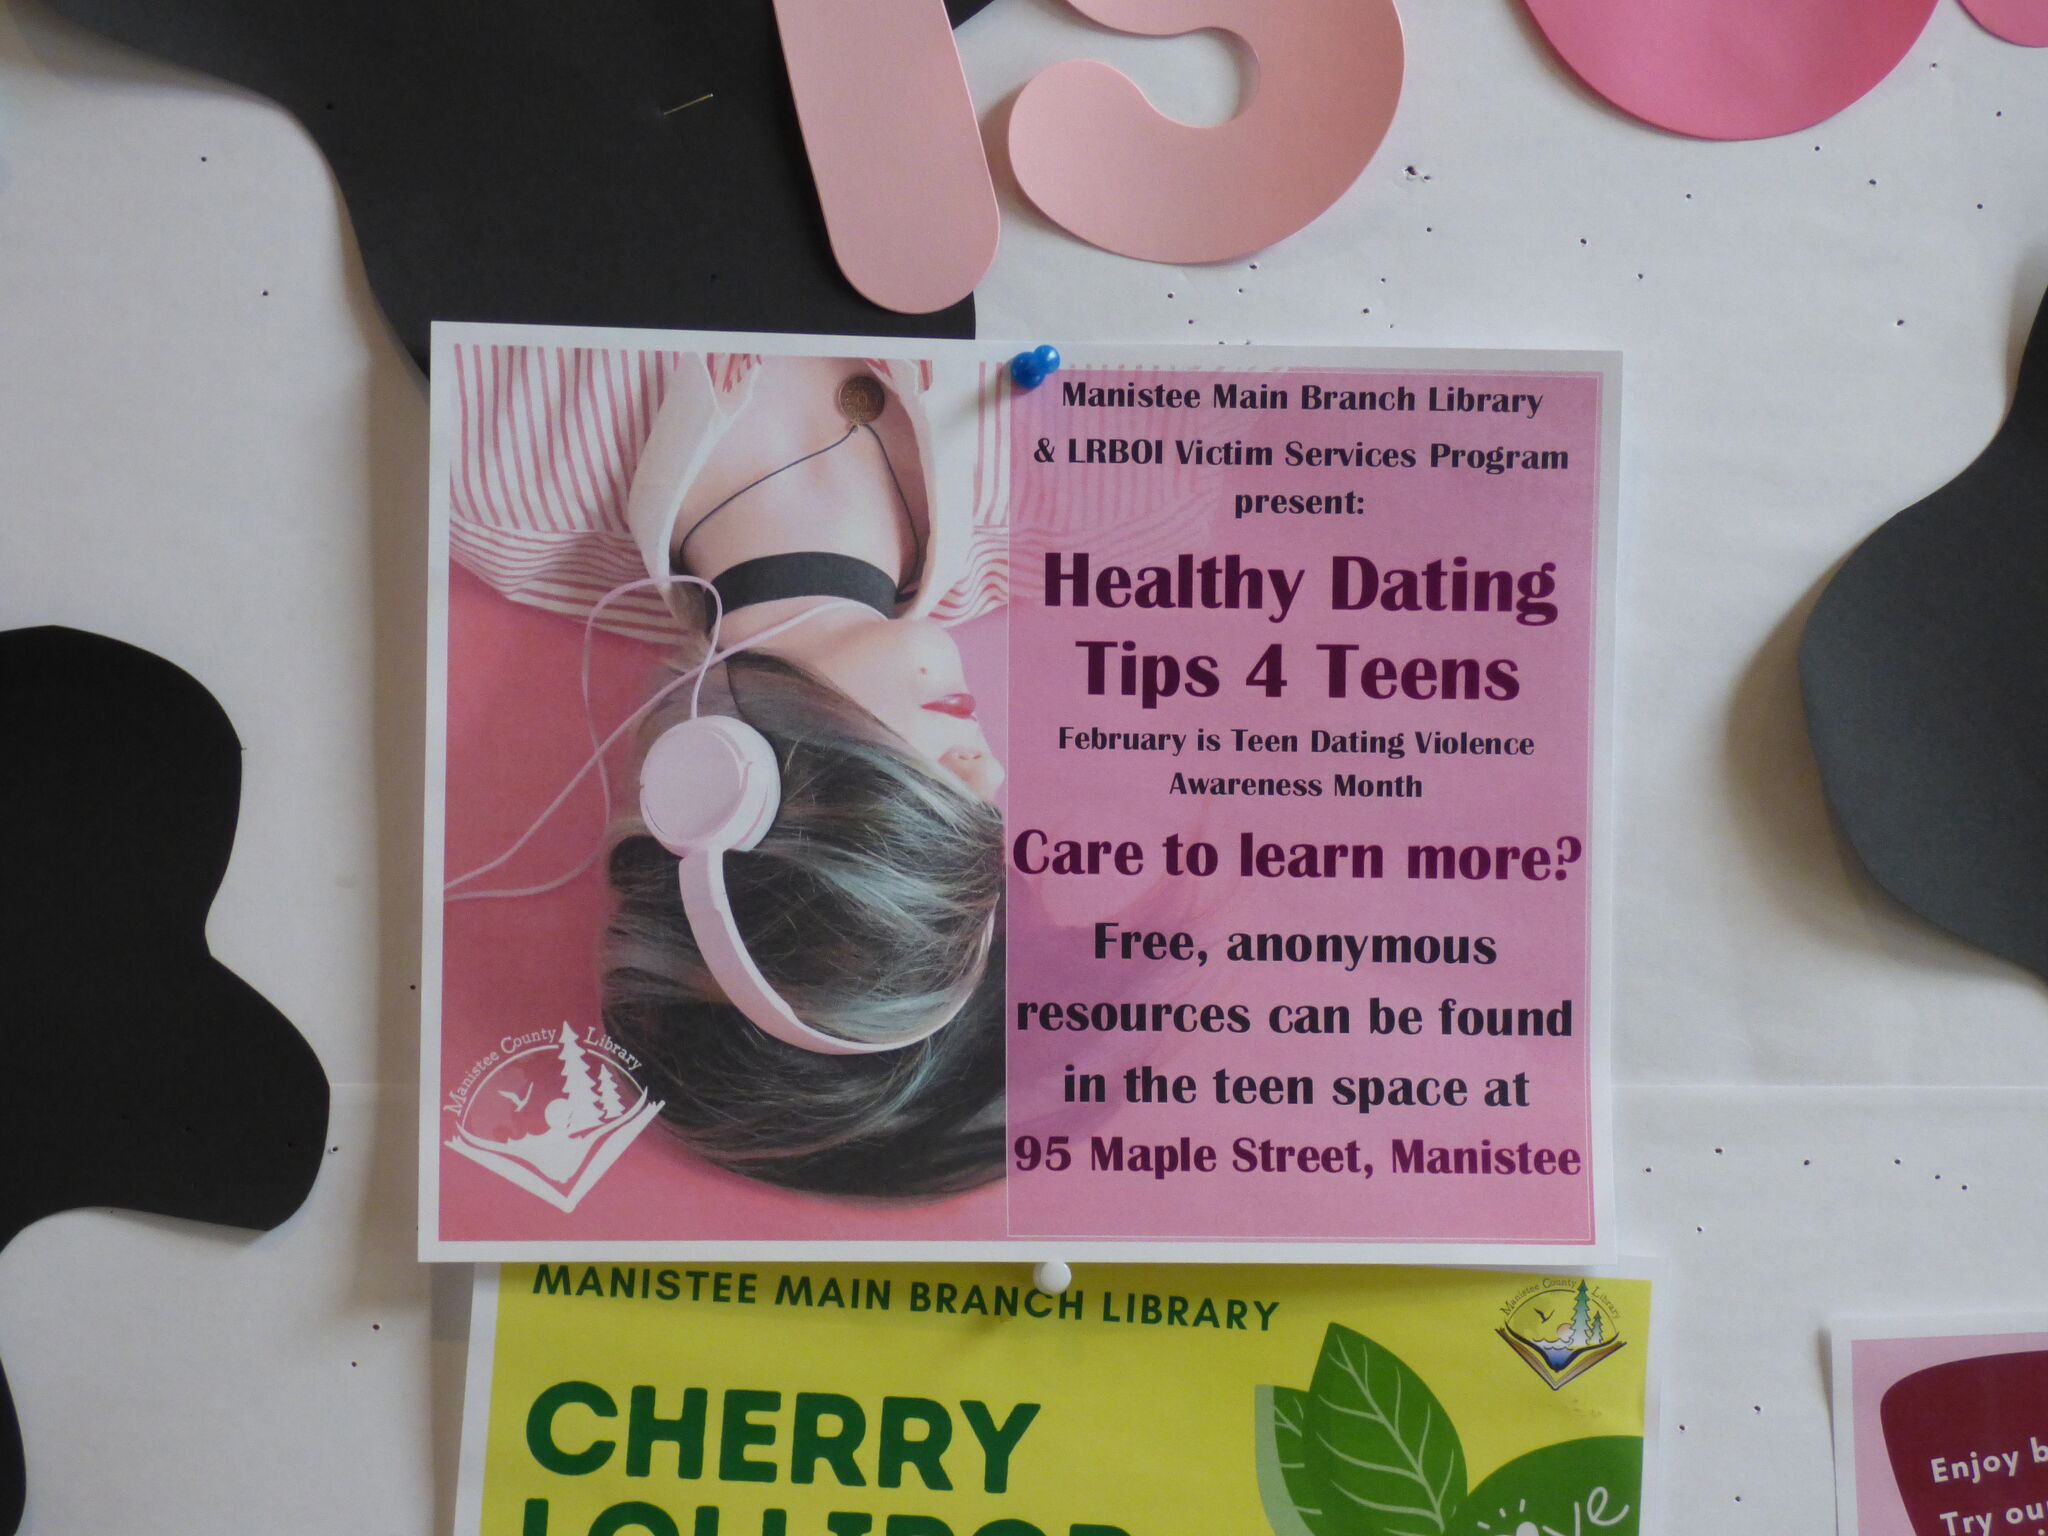 IS
Manistee Main Branch Library
& LRBOI Victim Services Program
present:
Healthy Dating
Tips 4 Teens
February is Teen Dating Violence
Awareness Month
Care to learn more?
Free, anonymous
resources can be found
in the teen space at
95 Maple Street, Manistee
Manistee County Library
MANISTEE MAIN BRANCH LIBRARY
Manistee County Library
CHERRY
LOLLIPOP
Enjoy
Try